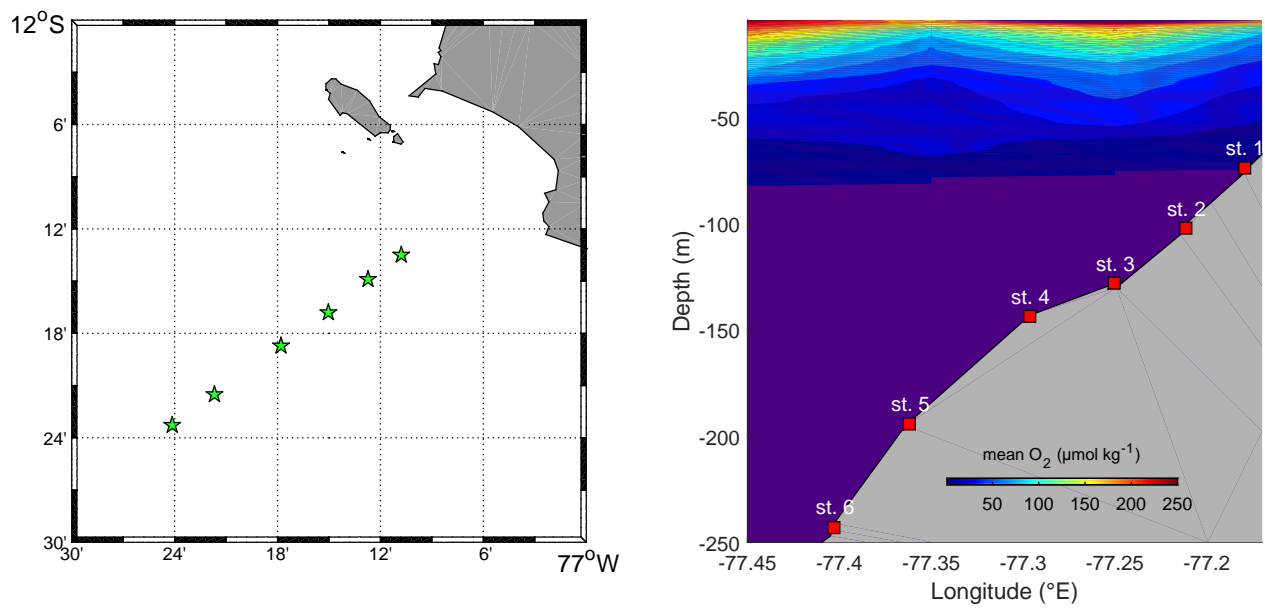 12°S
6'
12'
18'
24'
30'
30'
24'
18'
12'
6'
77°W
-50
-100
-150
-200
-250
Depth (m)
st. 1
st. 2
st. 3
st. 4
st. 5
st. 6
mean O2 (µmol kg-1)
50 100 150 200 250
-77.45 -77.4 -77.35 -77.3 -77.25 -77.2
Longitude (°E)